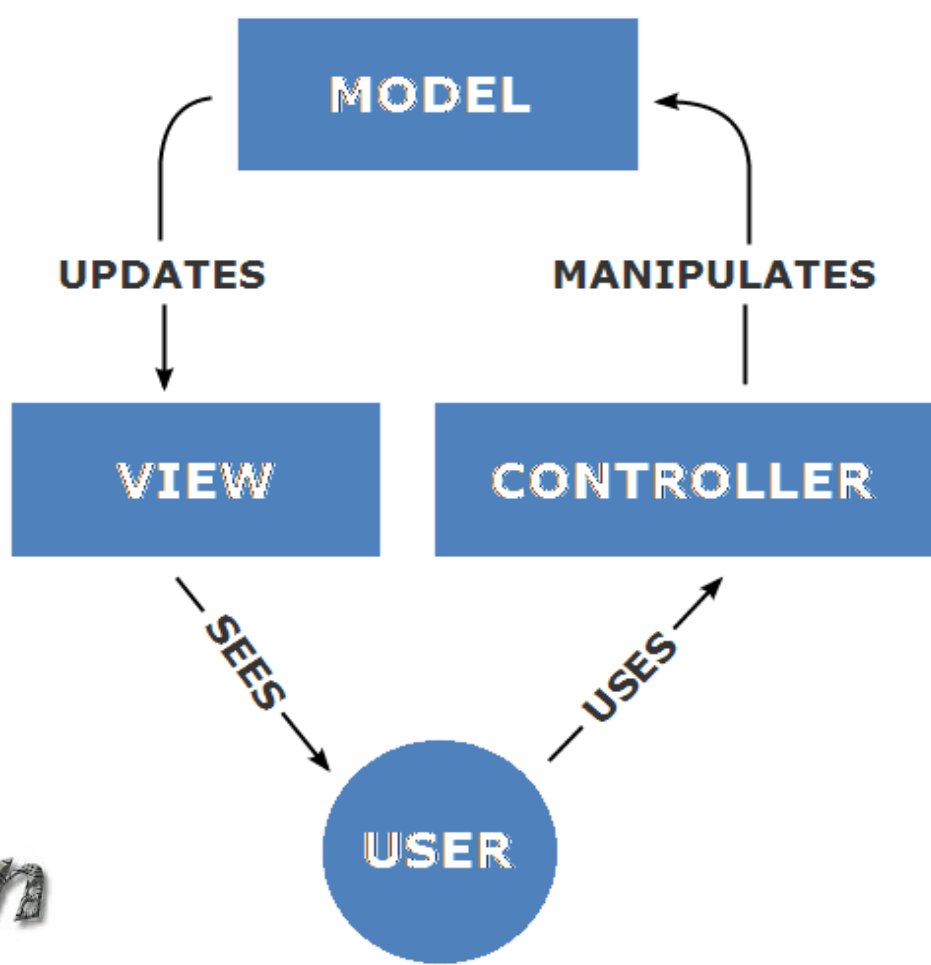 MODEL
UPDATES
MANIPULATES
VIEW
CONTROLLER
SEES
USES
USER